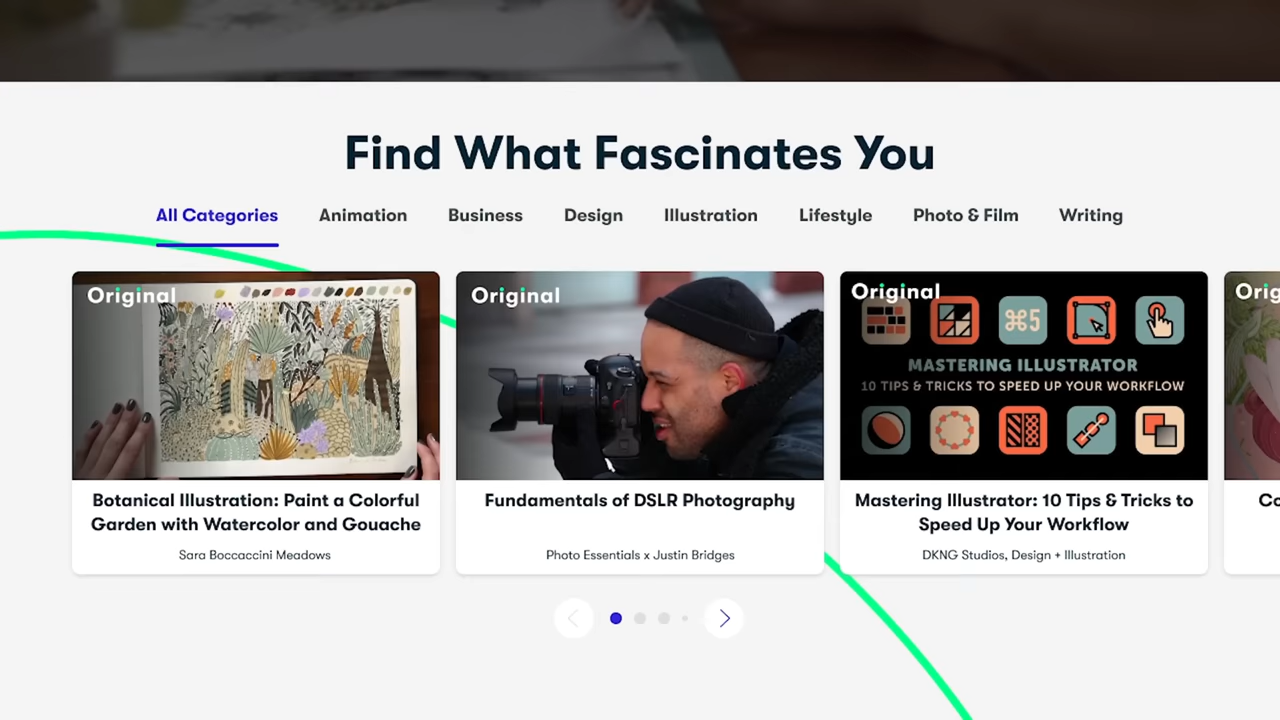 Find What Fascinates You
All Categories
Animation
Business
Design
Illustration
Lifestyle
Photo & Film
Writing
Original
Original
Original
⌘5
MASTERING ILLUSTRATOR
10 TIPS & TRICKS TO SPEED UP YOUR WORKFLOW
Botanical Illustration: Paint a Colorful
Garden with Watercolor and Gouache
Sara Boccaccini Meadows
Fundamentals of DSLR Photography
Photo Essentials x Justin Bridges
Mastering Illustrator: 10 Tips & Tricks to
Speed Up Your Workflow
DKNG Studios, Design + Illustration